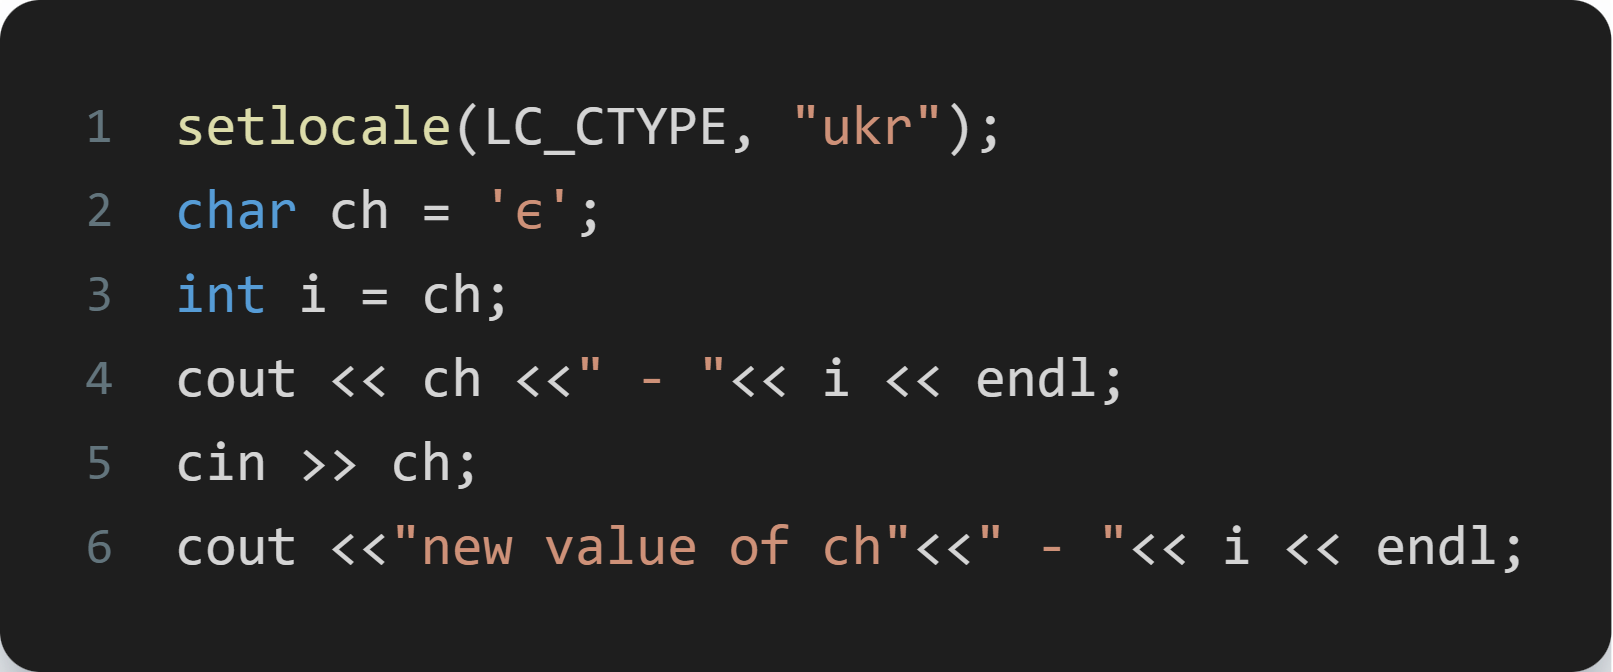 1 setlocale(LC_CTYPE, "ukr");
2 char ch = 'є';
3 int i = ch;
4 cout << ch <<" - "<< i << endl;
5 cin >> ch;
6 cout <<"new value of ch"<<" - "<< i << endl;